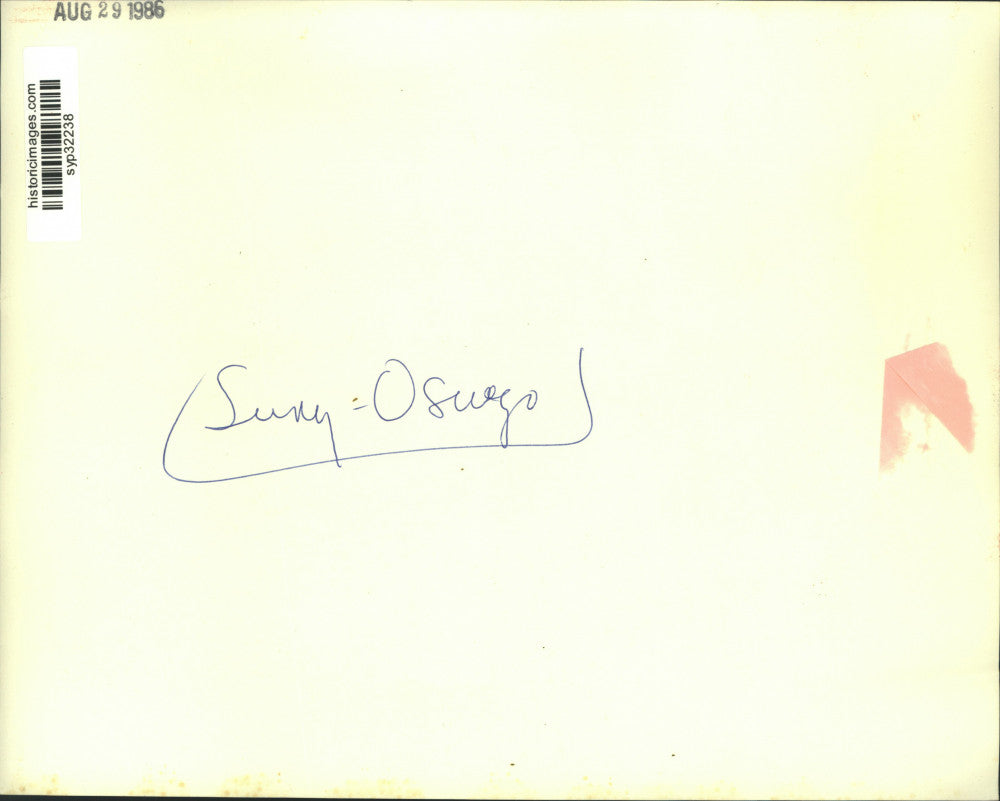 AUG 29 1986
historicimages.com
syp32238
Suny - Oswego